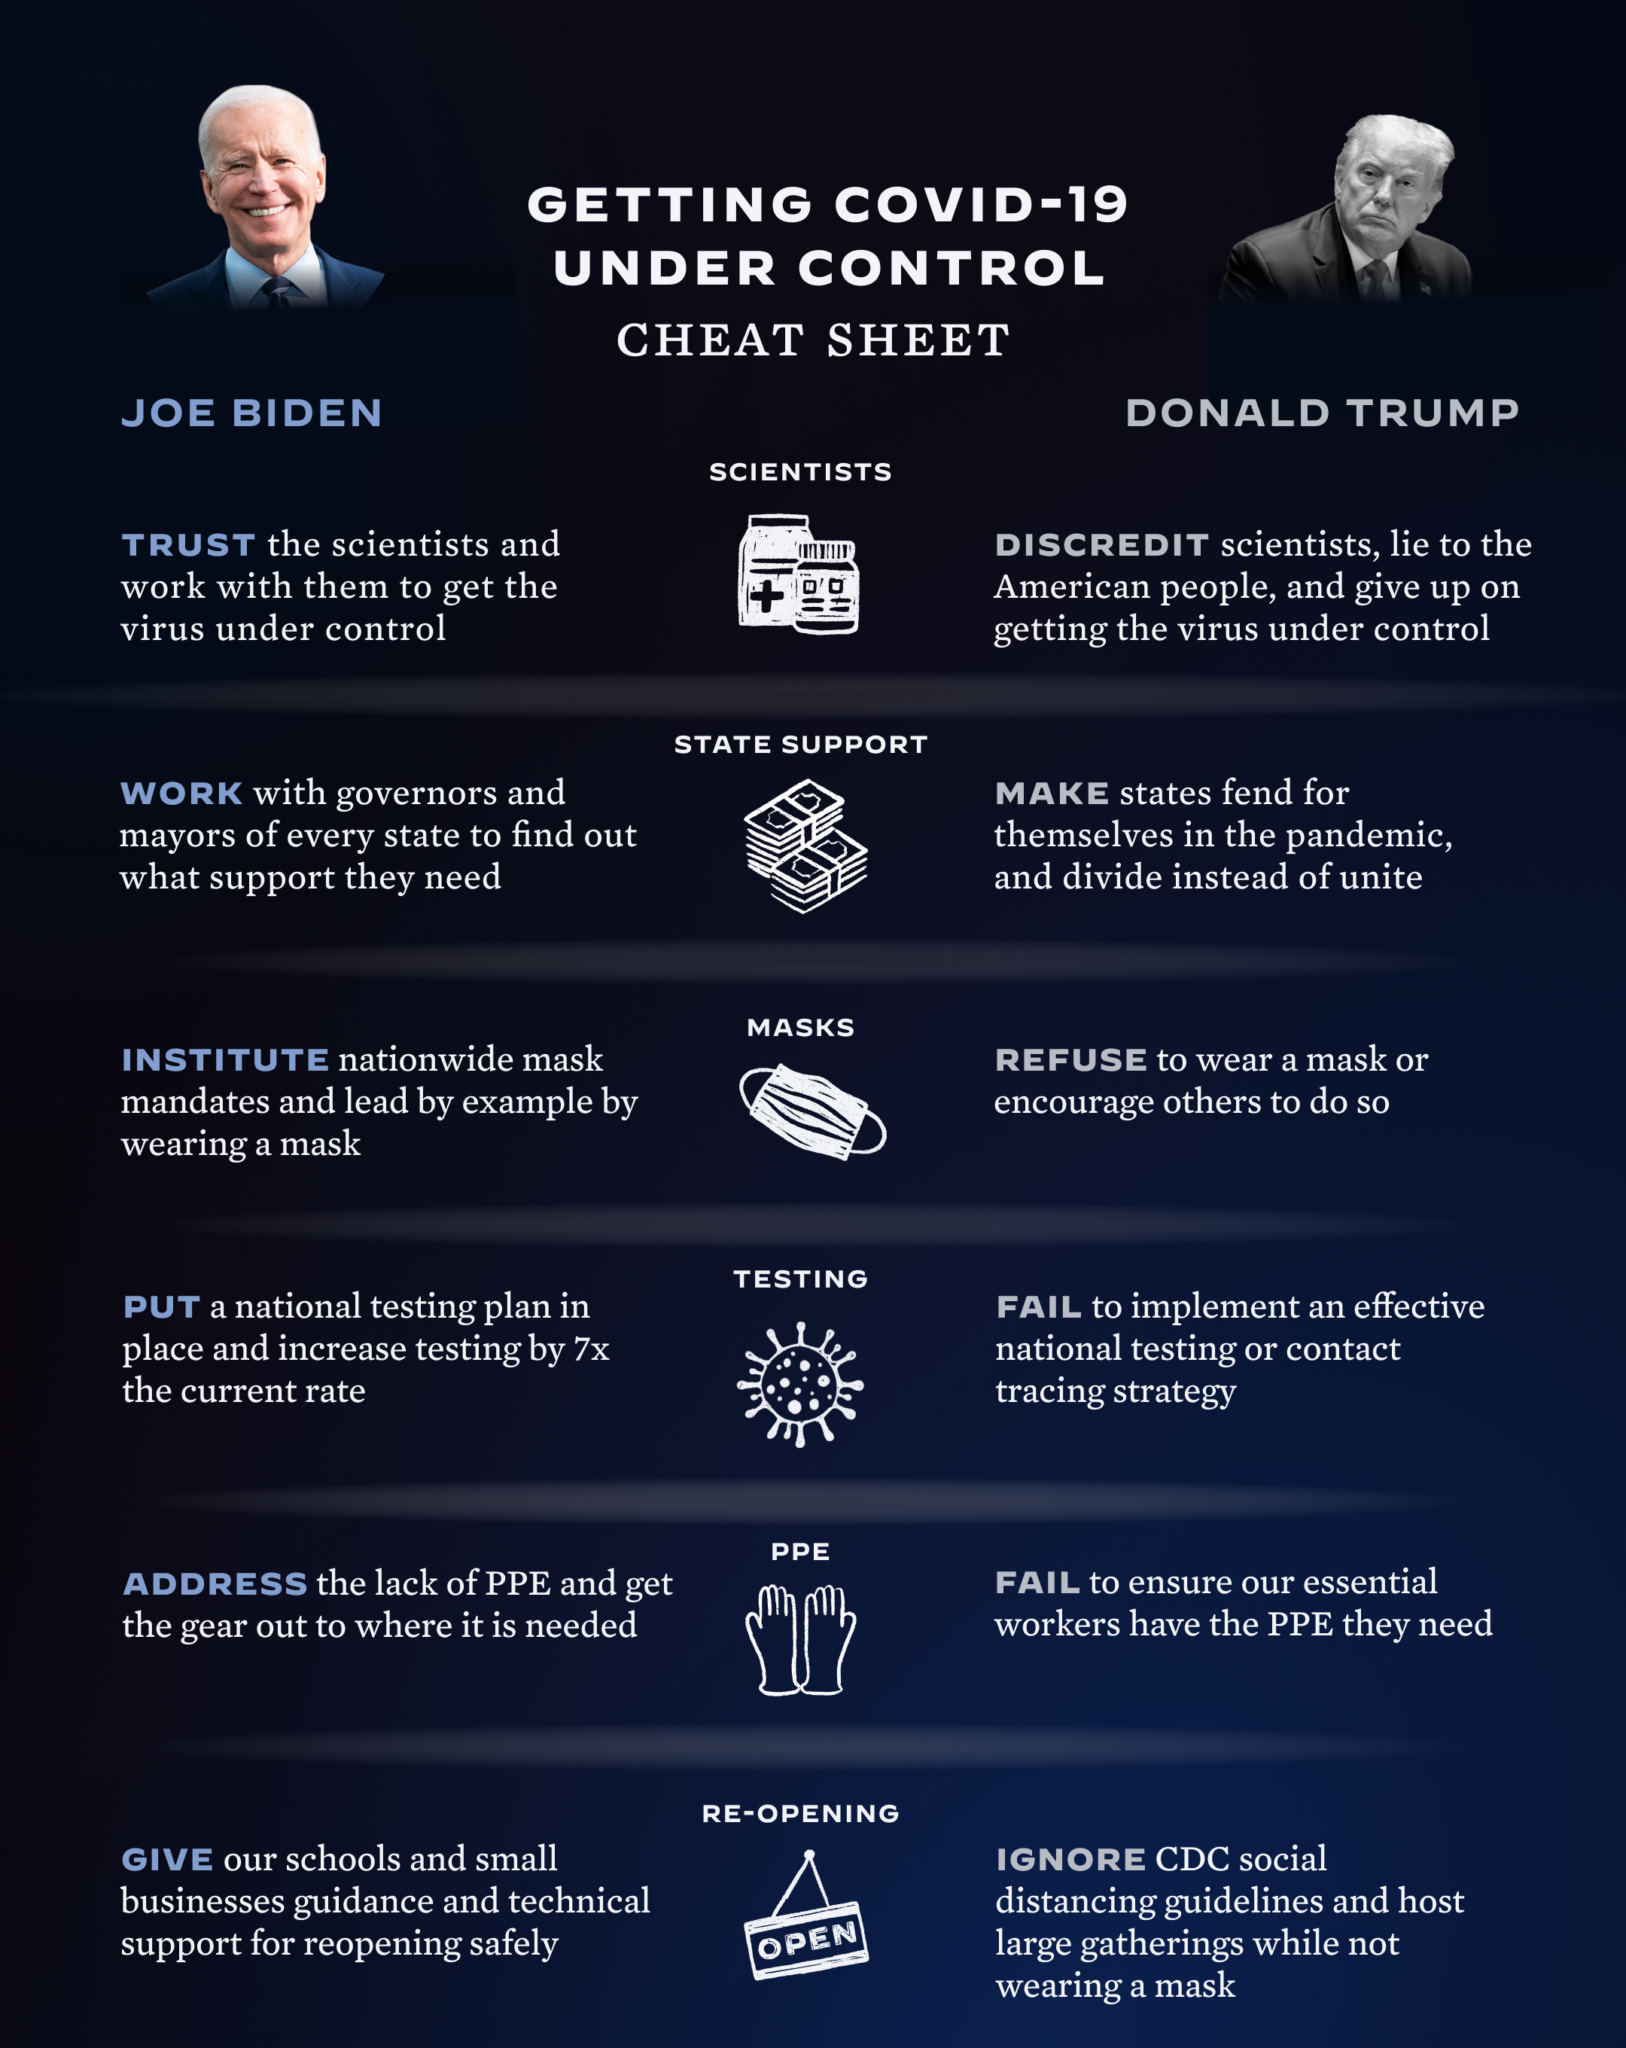 GETTING COVID-19
UNDER CONTROL
CHEAT SHEET
JOE BIDEN
DONALD TRUMP
SCIENTISTS
TRUST the scientists and
work with them to get the
virus under control
DISCREDIT scientists, lie to the
American people, and give up on
getting the virus under control
STATE SUPPORT
WORK with governors and
mayors of every state to find out
what support they need
MAKE states fend for
themselves in the pandemic,
and divide instead of unite
MASKS
INSTITUTE nationwide mask
mandates and lead by example by
wearing a mask
REFUSE to wear a mask or
encourage others to do so
TESTING
PUT a national testing plan in
place and increase testing by 7x
the current rate
FAIL to implement an effective
national testing or contact
tracing strategy
PPE
ADDRESS the lack of PPE and get
the gear out to where it is needed
FAIL to ensure our essential
workers have the PPE they need
RE-OPENING
GIVE our schools and small
businesses guidance and technical
support for reopening safely
OPEN
IGNORE CDC social
distancing guidelines and host
large gatherings while not
wearing a mask